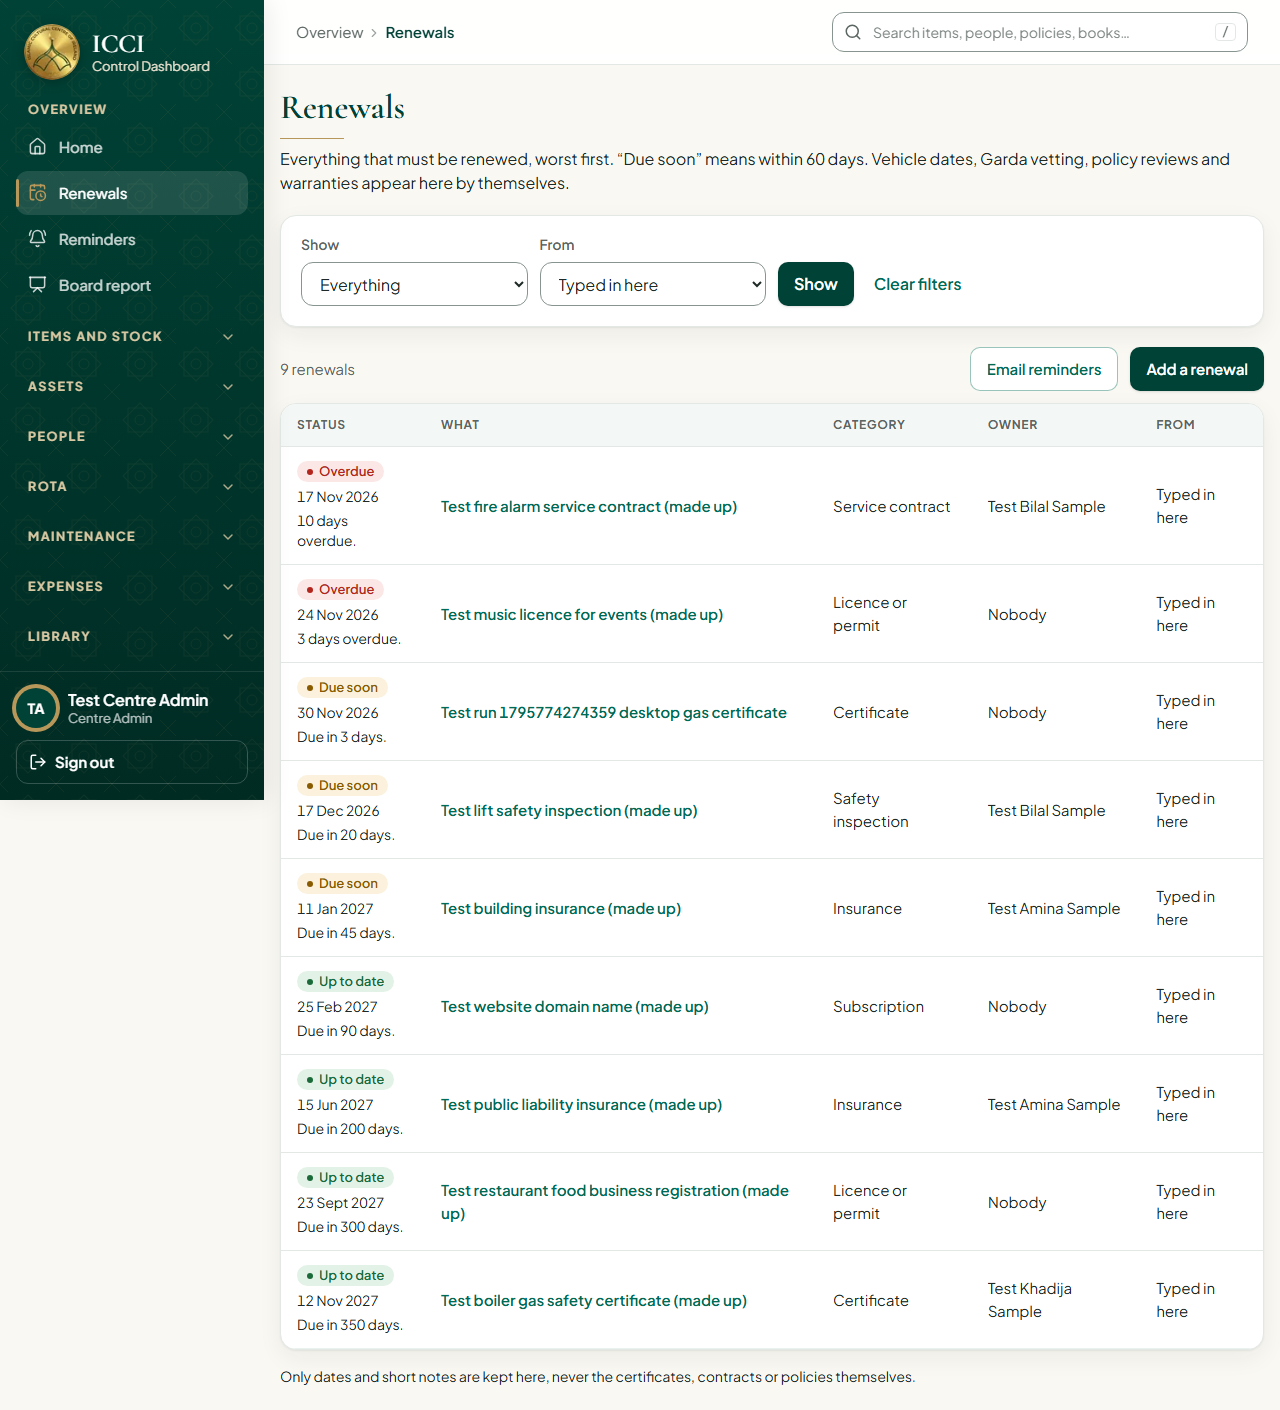 ICCI
Control Dashboard
OVERVIEW
Home
Renewals
Reminders
Board report
ITEMS AND STOCK
ASSETS
PEOPLE
ROTA
MAINTENANCE
EXPENSES
LIBRARY
TA
Test Centre Admin
Centre Admin
Sign out
Overview › Renewals
Search items, people, policies, books…
/
Renewals
Everything that must be renewed, worst first. “Due soon” means within 60 days. Vehicle dates, Garda vetting, policy reviews and
warranties appear here by themselves.
Show
From
Everything
Typed in here
Show
Clear filters
9 renewals
Email reminders
Add a renewal
STATUS WHAT CATEGORY OWNER FROM
Overdue
17 Nov 2026
10 days
overdue.
Test fire alarm service contract (made up)
Service contract
Test Bilal Sample
Typed in
here
Overdue
24 Nov 2026
3 days overdue.
Test music licence for events (made up)
Licence or
permit
Nobody
Typed in
here
Due soon
30 Nov 2026
Due in 3 days.
Test run 1795774274359 desktop gas certificate
Certificate
Nobody
Typed in
here
Due soon
17 Dec 2026
Due in 20 days.
Test lift safety inspection (made up)
Safety
inspection
Test Bilal Sample
Typed in
here
Due soon
11 Jan 2027
Due in 45 days.
Test building insurance (made up)
Insurance
Test Amina Sample
Typed in
here
Up to date
25 Feb 2027
Due in 90 days.
Test website domain name (made up)
Subscription
Nobody
Typed in
here
Up to date
15 Jun 2027
Due in 200 days.
Test public liability insurance (made up)
Insurance
Test Amina Sample
Typed in
here
Up to date
23 Sept 2027
Due in 300 days.
Test restaurant food business registration (made
up)
Licence or
permit
Nobody
Typed in
here
Up to date
12 Nov 2027
Due in 350 days.
Test boiler gas safety certificate (made up)
Certificate
Test Khadija
Sample
Typed in
here
Only dates and short notes are kept here, never the certificates, contracts or policies themselves.